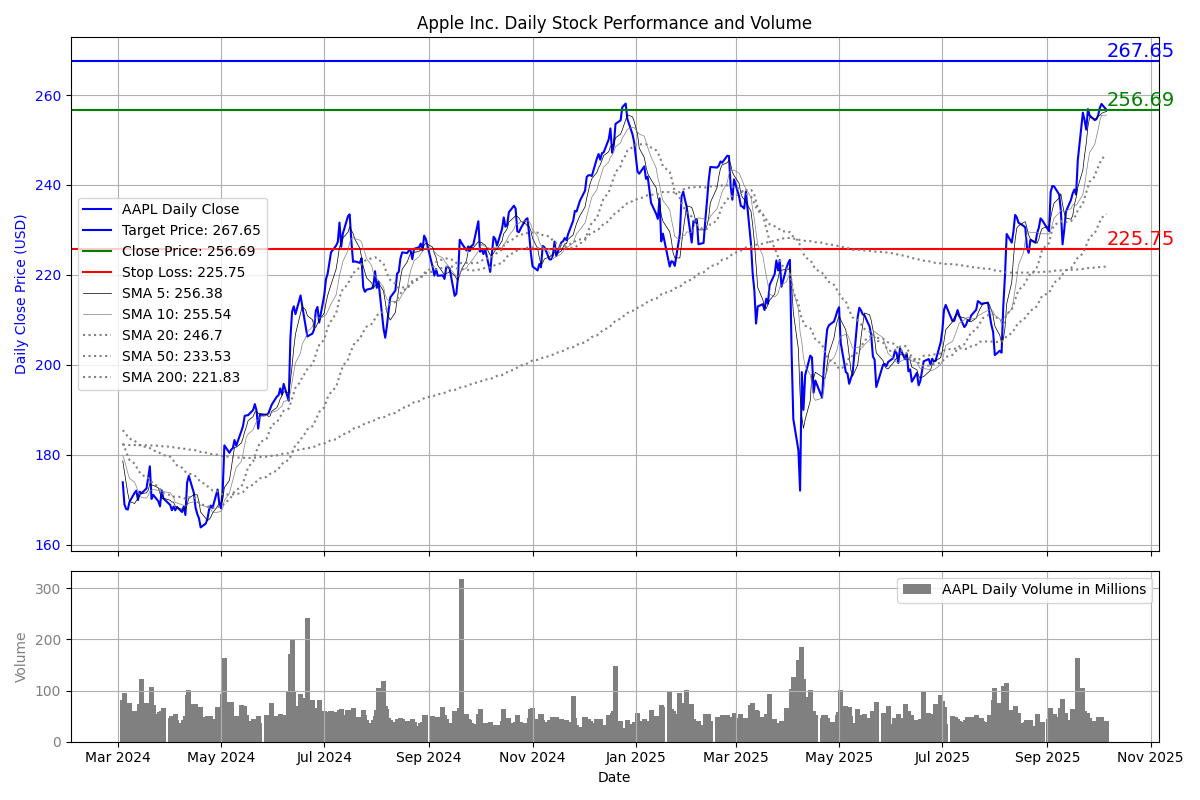 Apple Inc. Daily Stock Performance and Volume
267.65
256.69
225.75
Daily Close Price (USD)
260
240
220
200
180
160
AAPL Daily Close
Target Price: 267.65
Close Price: 256.69
Stop Loss: 225.75
SMA 5: 256.38
SMA 10: 255.54
SMA 20: 246.7
SMA 50: 233.53
SMA 200: 221.83
Volume
300
200
100
0
AAPL Daily Volume in Millions
Mar 2024 May 2024 Jul 2024 Sep 2024 Nov 2024 Jan 2025 Mar 2025 May 2025 Jul 2025 Sep 2025 Nov 2025
Date